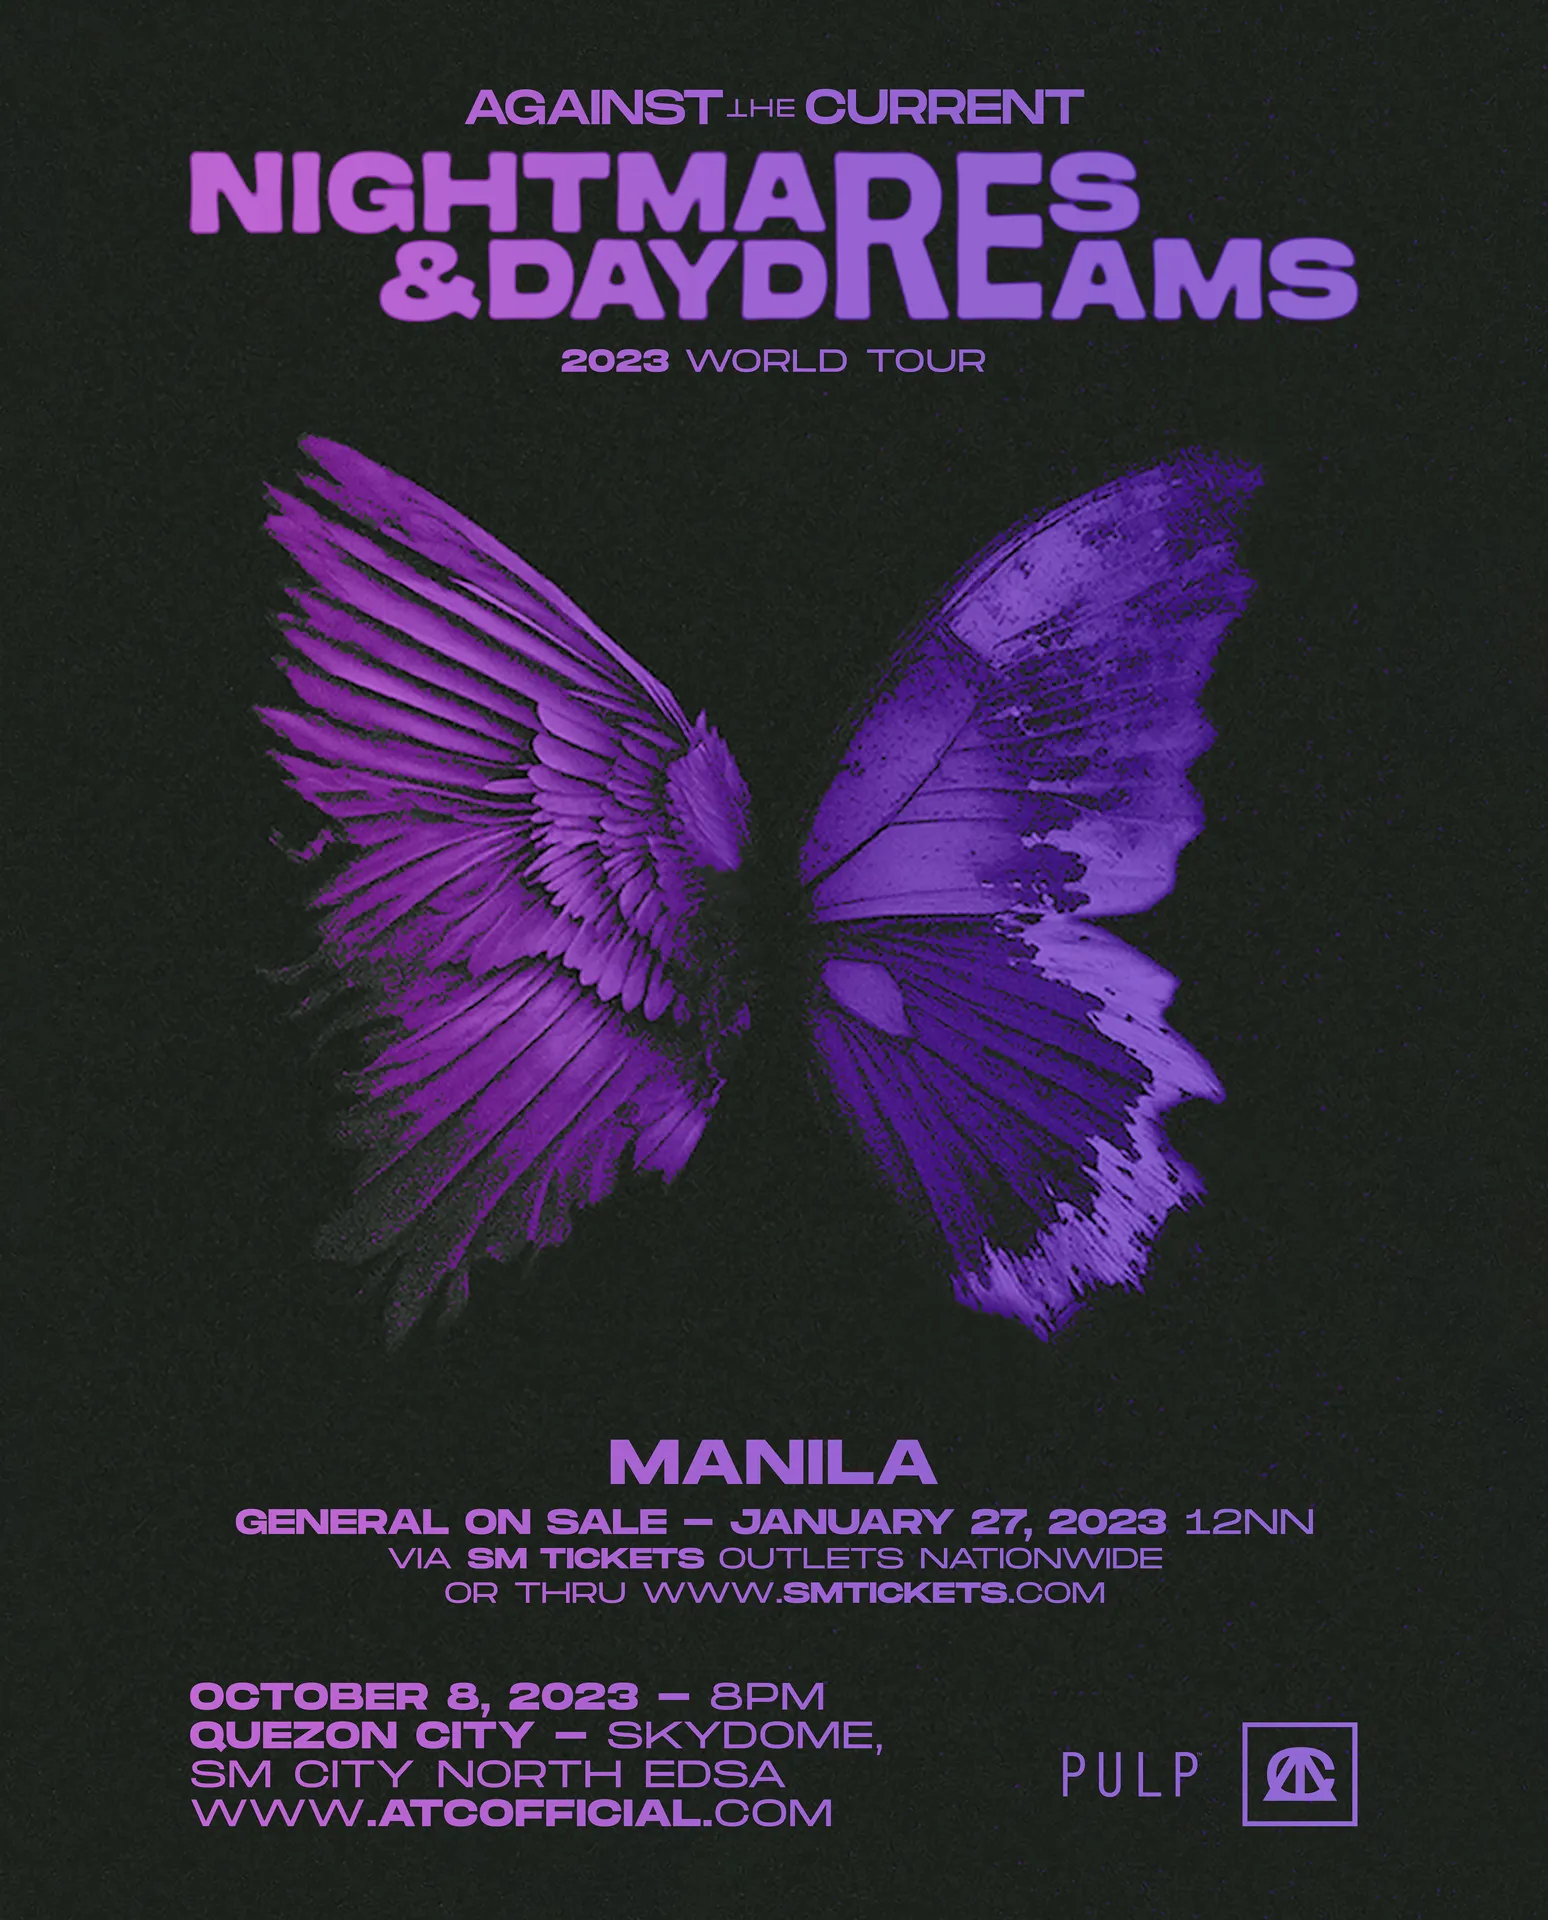 AGAINST THE CURRENT
NIGHTMARES
&DAYDREAMS
2023 WORLD TOUR
MANILA
GENERAL ON SALE – JANUARY 27, 2023 12NN
VIA SM TICKETS OUTLETS NATIONWIDE
OR THRU WWW.SMTICKETS.COM
OCTOBER 8, 2023 – 8PM
QUEZON CITY – SKYDOME,
SM CITY NORTH EDSA
WWW.ATCOFFICIAL.COM
PULP™
ATC